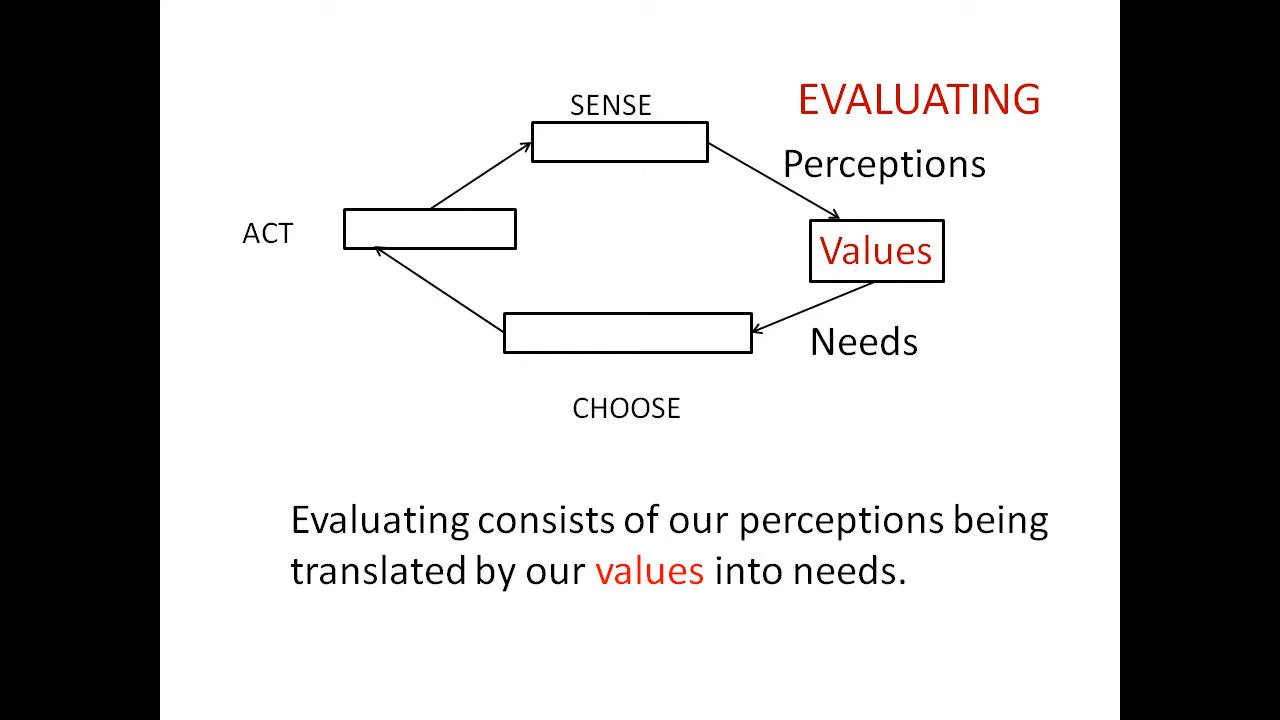 SENSE
EVALUATING
Perceptions
ACT
Values
Needs
CHOOSE
Evaluating consists of our perceptions being
translated by our values into needs.